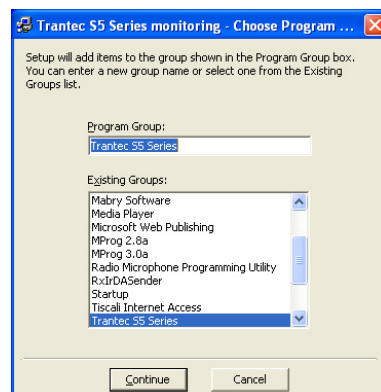 Trantec S5 Series monitoring - Choose Program ...
Setup will add items to the group shown in the Program Group box.
You can enter a new group name or select one from the Existing
Groups list.
Program Group:
Trantec S5 Series
Existing Groups:
Mabry Software
Media Player
Microsoft Web Publishing
MProg 2.8a
MProg 3.0a
Radio Microphone Programming Utility
RxIrDASender
Startup
Tiscali Internet Access
Trantec S5 Series
Continue
Cancel